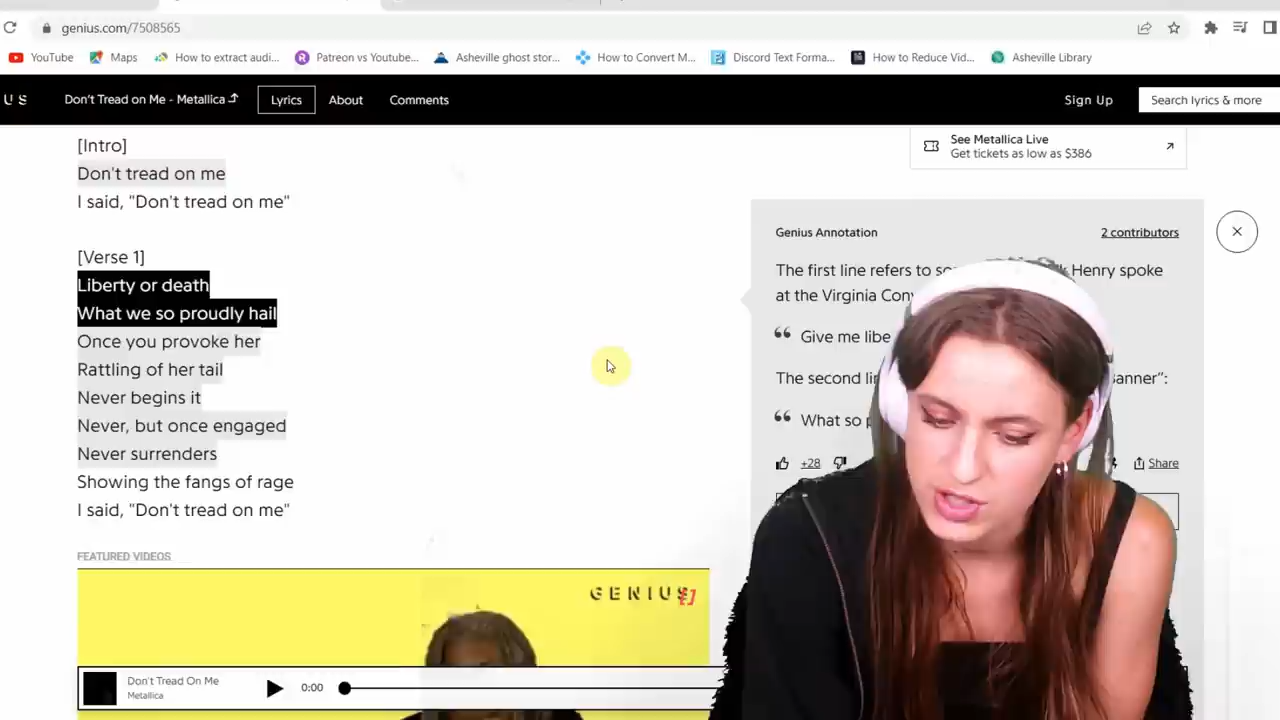 genius.com/7508565
YouTube Maps How to extract audi... Patreon vs Youtube... Asheville ghost stor... How to Convert M... Discord Text Forma... How to Reduce Vid... Asheville Library
U S Don't Tread on Me - Metallica Lyrics About Comments Sign Up Search lyrics & more
[Intro]
Don't tread on me
I said, "Don't tread on me"
[Verse 1]
Liberty or death
What we so proudly hail
Once you provoke her
Rattling of her tail
Never begins it
Never, but once engaged
Never surrenders
Showing the fangs of rage
I said, "Don't tread on me"
FEATURED VIDEOS
GENIUS
Don't Tread On Me
Metallica
0:00
See Metallica Live
Get tickets as low as $386
Genius Annotation 2 contributors
The first line refers to Henry spoke
at the Virginia
“ Give me
The second
“ What so
+28 Share